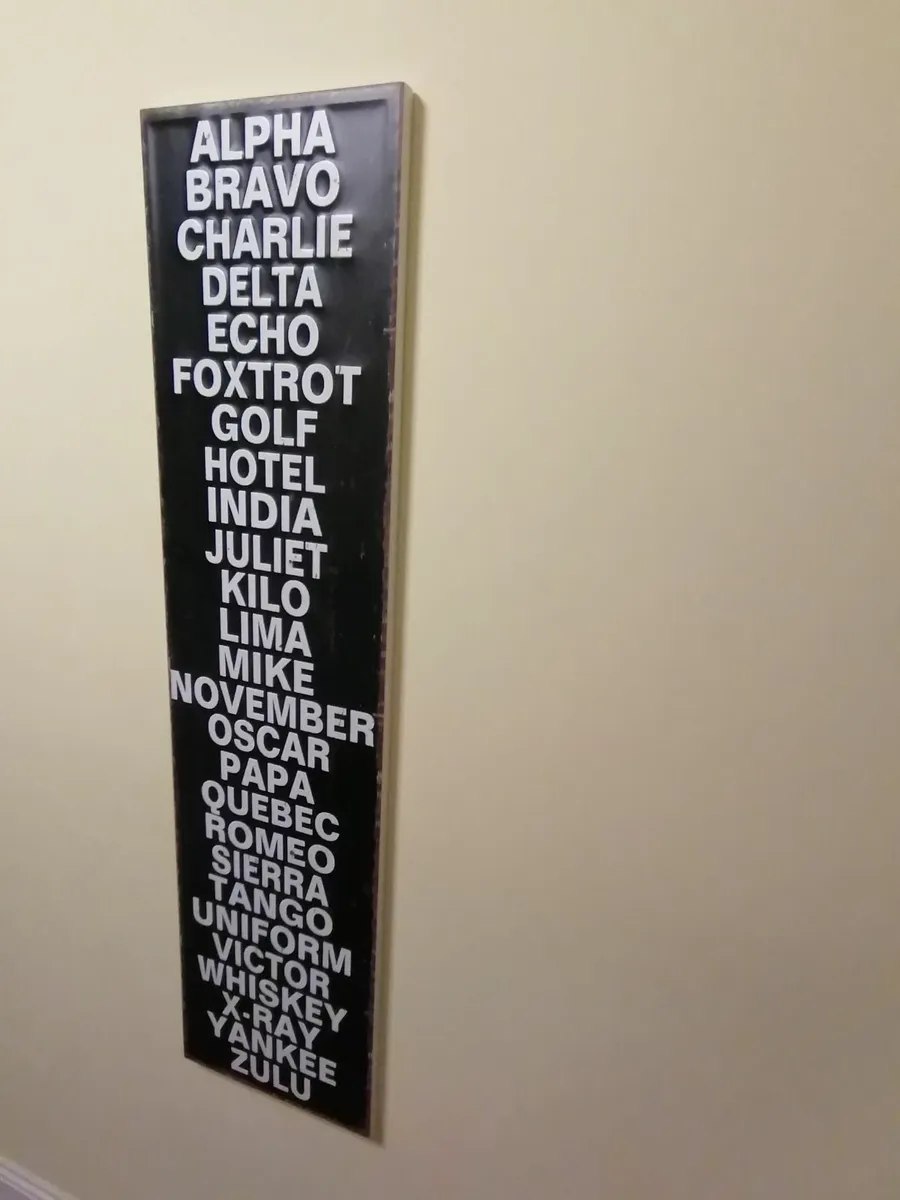 ALPHA
BRAVO
CHARLIE
DELTA
ECHO
FOXTROT
GOLF
HOTEL
INDIA
JULIET
KILO
LIMA
MIKE
NOVEMBER
OSCAR
PAPA
QUEBEC
ROMEO
SIERRA
TANGO
UNIFORM
VICTOR
WHISKEY
X-RAY
YANKEE
ZULU